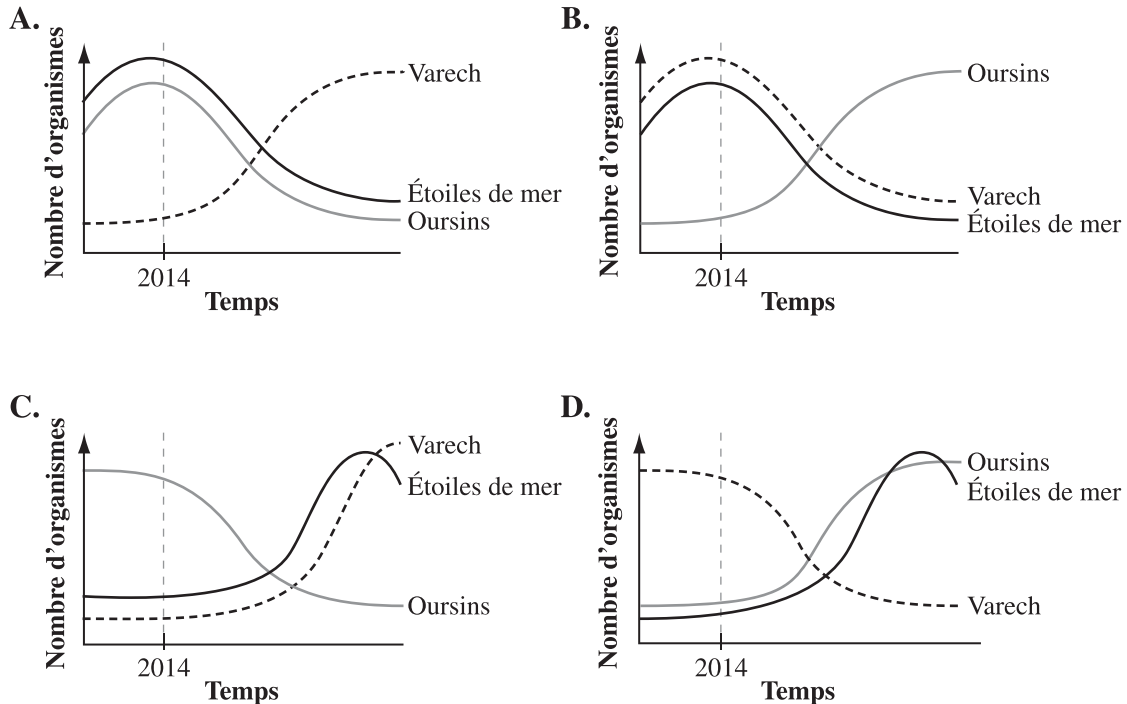 A.
Nombre d'organismes
Varech
Étoiles de mer
Oursins
2014
Temps
B.
Nombre d'organismes
Oursins
Varech
Étoiles de mer
2014
Temps
C.
Nombre d'organismes
Varech
Étoiles de mer
Oursins
2014
Temps
D.
Nombre d'organismes
Oursins
Étoiles de mer
Varech
2014
Temps